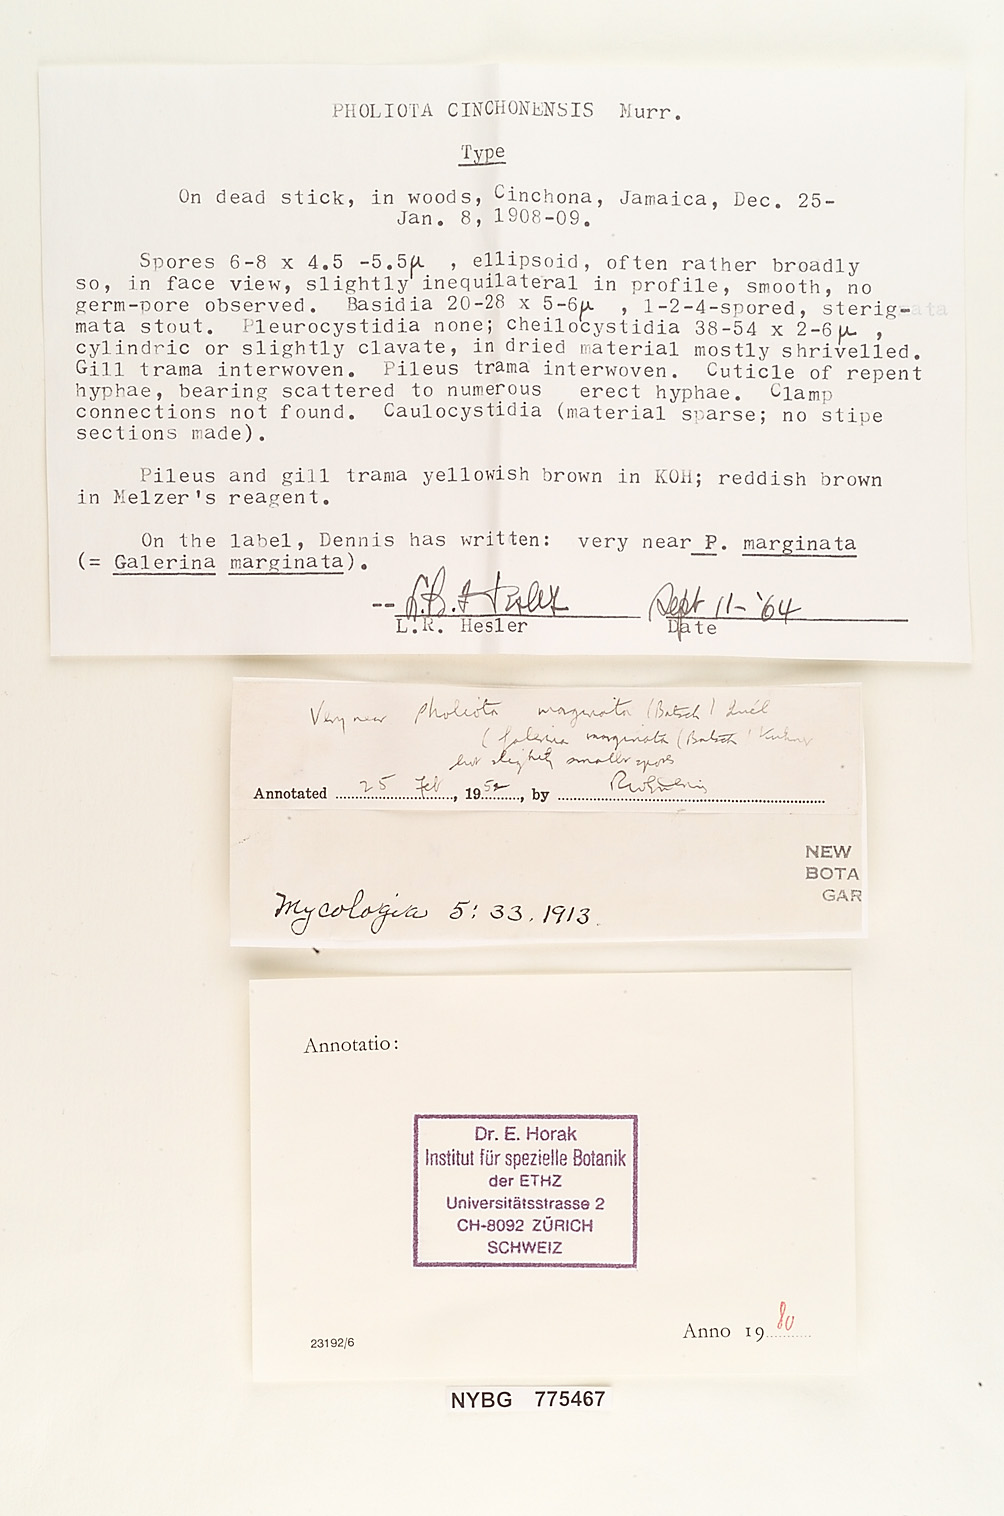 PHOLIOTA CINCHONENSIS Murr.
Type
On dead stick, in woods, Cinchona, Jamaica, Dec. 25-
Jan. 8, 1908-09.
Spores 6-8 x 4.5 -5.5µ , ellipsoid, often rather broadly
so, in face view, slightly inequilateral in profile, smooth, no
germ-pore observed. Basidia 20-28 x 5-6µ , 1-2-4-spored, sterig-mata
mata stout. Pleurocystidia none; cheilocystidia 38-54 x 2-6µ ,
cylindric or slightly clavate, in dried material mostly shrivelled.
Gill trama interwoven. Pileus trama interwoven. Cuticle of repent
hyphae, bearing scattered to numerous erect hyphae. Clamp
connections not found. Caulocystidia (material sparse; no stipe
sections made).
Pileus and gill trama yellowish brown in KOH; reddish brown
in Melzer's reagent.
On the label, Dennis has written: very near P. marginata
(= Galerina marginata).
-- L.R. Hesler Sept 11-'64
L.R. Hesler Date
Very near Pholiota marginata (Batsch) Quél
(Galerina marginata (Batsch) Kuhner
but slightly smaller spores
Annotated 25 Feb, 1952, by RWG Dennis
NEW
BOTA
GAR
Mycologia 5: 33. 1913.
Annotatio:
Dr. E. Horak
Institut für spezielle Botanik
der ETHZ
Universitätsstrasse 2
CH-8092 ZÜRICH
SCHWEIZ
Anno 1980
23192/6
NYBG 775467